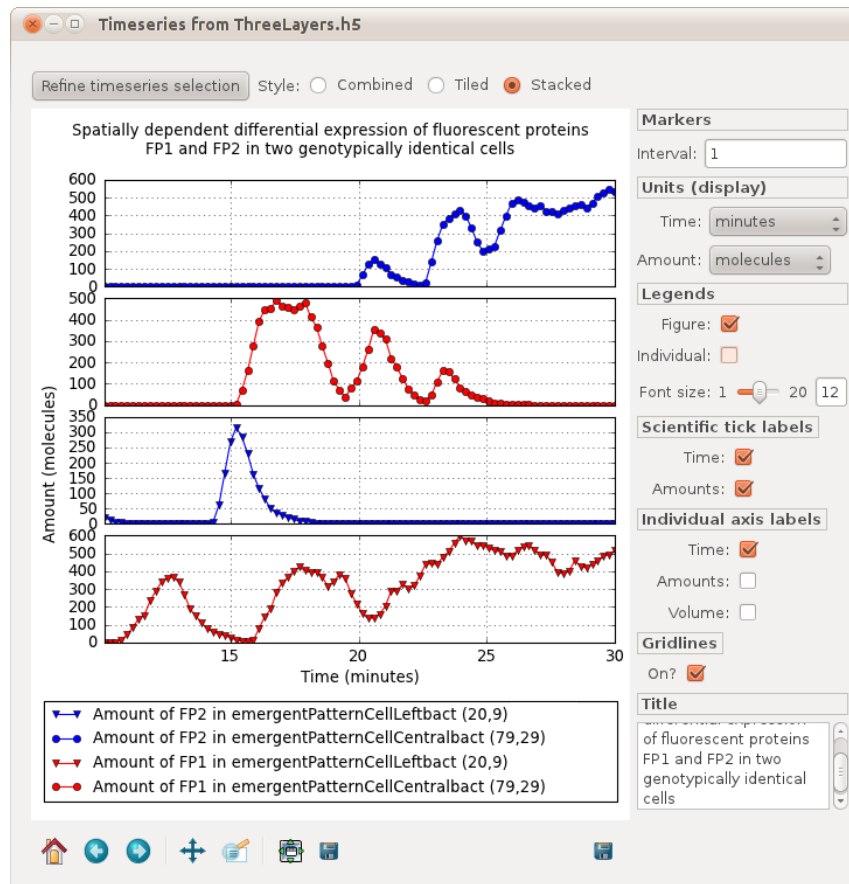 Timeseries from ThreeLayers.h5
Refine timeseries selection Style: Combined Tiled Stacked
Spatially dependent differential expression of fluorescent proteins
FP1 and FP2 in two genotypically identical cells
600
500
400
300
200
100
0
500
400
300
200
100
0
350
300
250
200
150
100
50
0
600
500
400
300
200
100
0
Amount (molecules)
15 20 25 30
Time (minutes)
Amount of FP2 in emergentPatternCellLeftbact (20,9)
Amount of FP2 in emergentPatternCellCentralbact (79,29)
Amount of FP1 in emergentPatternCellLeftbact (20,9)
Amount of FP1 in emergentPatternCellCentralbact (79,29)
Markers
Interval: 1
Units (display)
Time: minutes
Amount: molecules
Legends
Figure:
Individual:
Font size: 1 20 12
Scientific tick labels
Time:
Amounts:
Individual axis labels
Time:
Amounts:
Volume:
Gridlines
On?
Title
differential expression
of fluorescent proteins
FP1 and FP2 in two
genotypically identical
cells